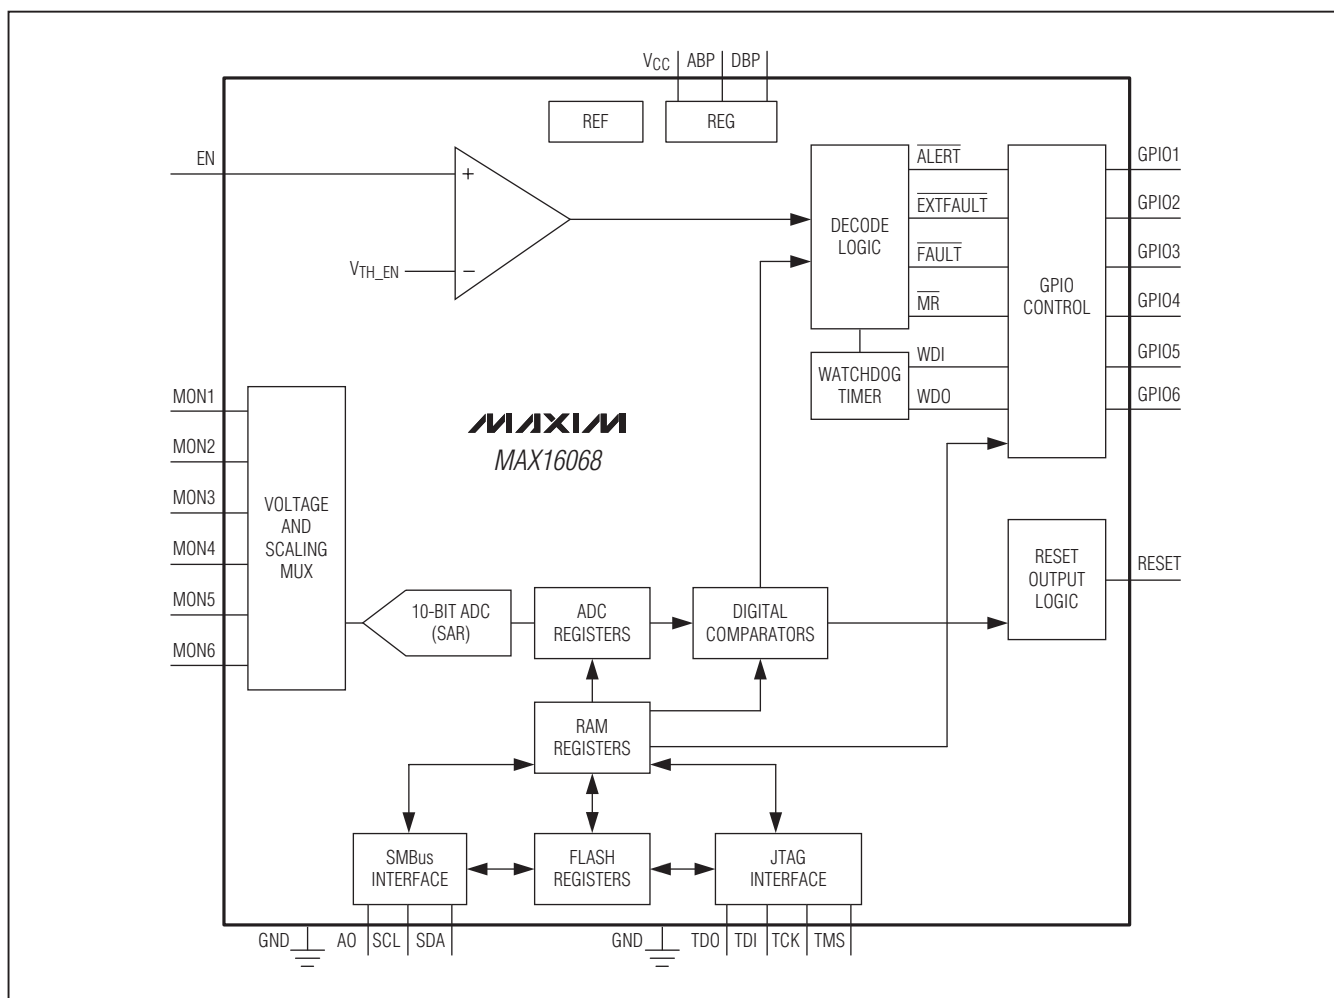 VCC ABP DBP
REF
REG
EN
+
VTH_EN
−
DECODE
LOGIC
ALERT
EXTFAULT
FAULT
MR
GPIO
CONTROL
GPIO1
GPIO2
GPIO3
GPIO4
GPIO5
GPIO6
WATCHDOG
TIMER
WDI
WDO
MON1
MON2
MON3
MON4
MON5
MON6
VOLTAGE
AND
SCALING
MUX
MAXIM
MAX16068
RESET
OUTPUT
LOGIC
RESET
10-BIT ADC
(SAR)
ADC
REGISTERS
DIGITAL
COMPARATORS
RAM
REGISTERS
SMBus
INTERFACE
FLASH
REGISTERS
JTAG
INTERFACE
GND A0 SCL SDA
GND TDO TDI TCK TMS